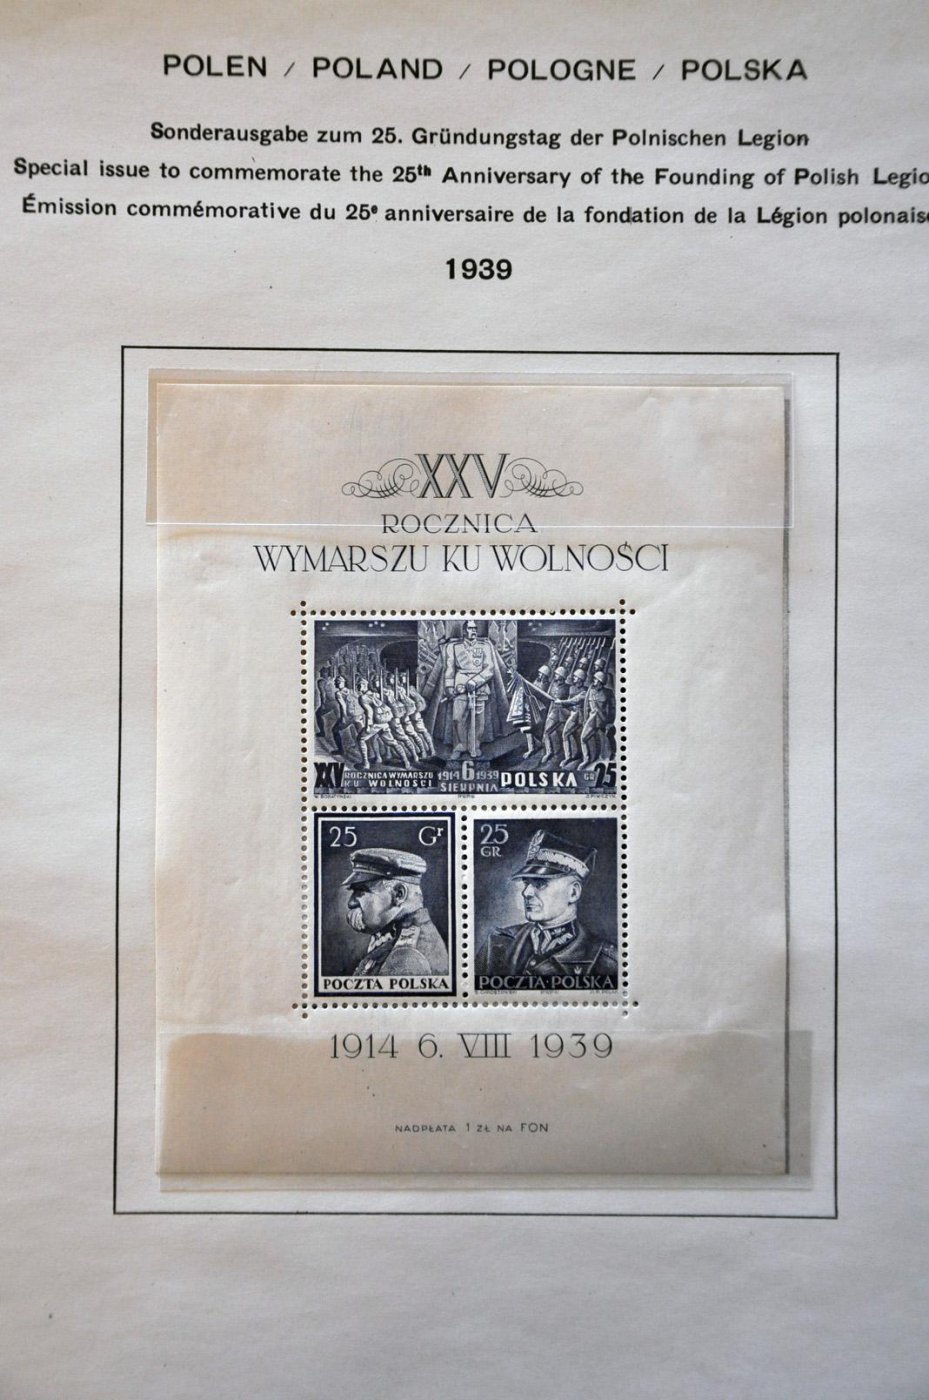 POLEN / POLAND / POLOGNE / POLSKA
Sonderausgabe zum 25. Gründungstag der Polnischen Legion
Special issue to commemorate the 25th Anniversary of the Founding of Polish Legio
Émission commémorative du 25e anniversaire de la fondation de la Légion polonaise
1939
XXV
ROCZNICA
WYMARSZU KU WOLNOŚCI
XXV ROCZNICA WYMARSZU KU WOLNOŚCI 1914 6 1939 SIERPNIA POLSKA GR 25
25 Gr
POCZTA POLSKA
25 GR
POCZTA·POLSKA
1914 6. VIII 1939
NADPŁATA 1 ZŁ NA FON